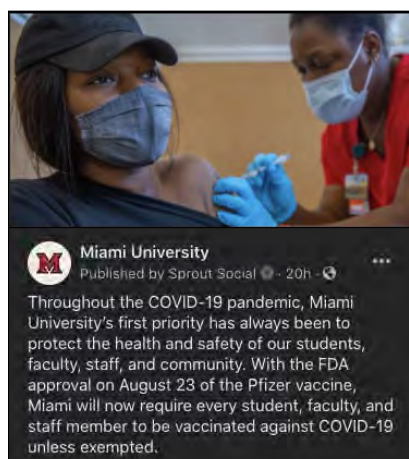 M
Miami University
Published by Sprout Social · 20h ·
Throughout the COVID-19 pandemic, Miami
University's first priority has always been to
protect the health and safety of our students,
faculty, staff, and community. With the FDA
approval on August 23 of the Pfizer vaccine,
Miami will now require every student, faculty, and
staff member to be vaccinated against COVID-19
unless exempted.